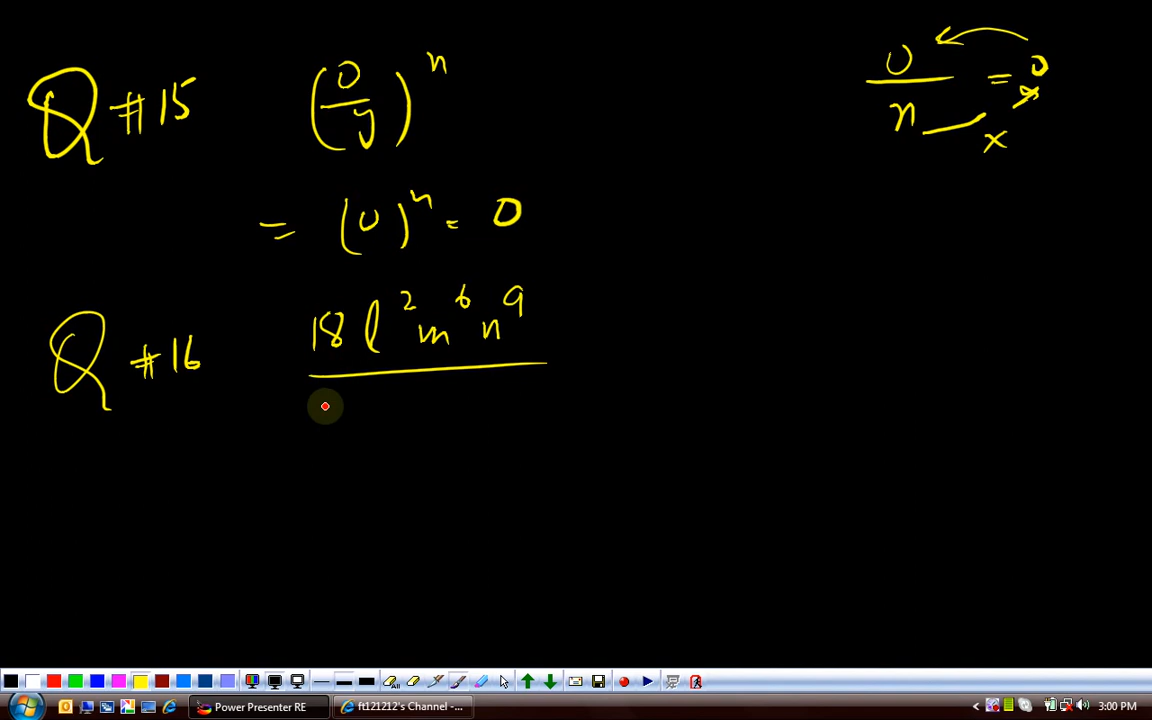 Q #15 (0/y)^n
= (0)^n = 0
0/n = 0
x
Q #16 18 l^2 m^6 n^9
Power Presenter RE
ft121212's Channel -...
3:00 PM